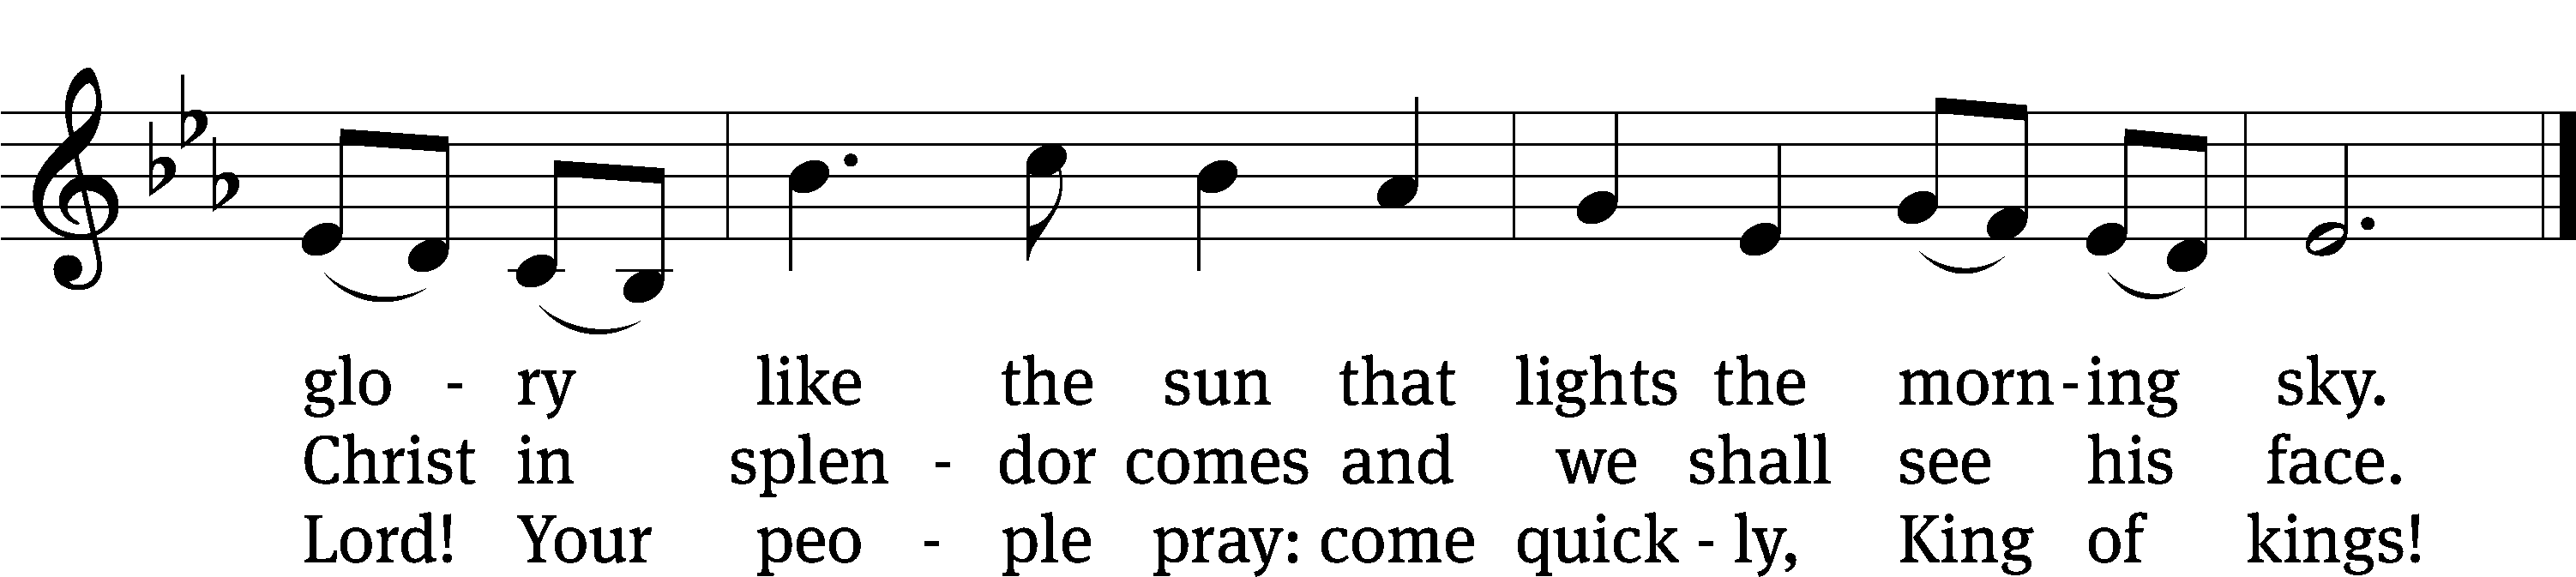 glo - ry like the sun that lights the morn - ing sky.
Christ in splen - dor comes and we shall see his face.
Lord! Your peo - ple pray: come quick - ly, King of kings!